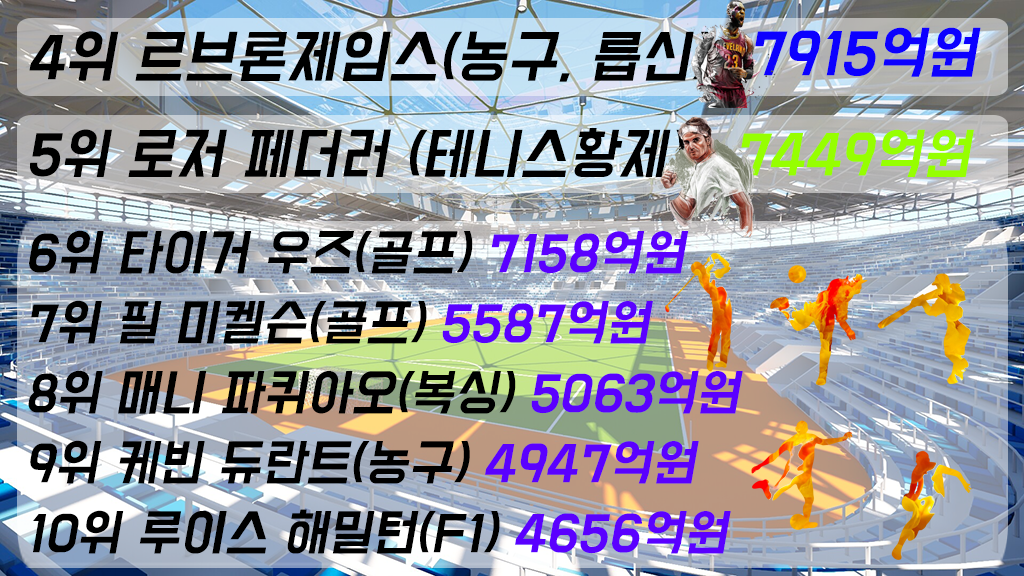 4위 르브론제임스(농구. 릅신) 7915억원
5위 로저 페더러 (테니스황제) 7449억원
6위 타이거 우즈(골프) 7158억원
7위 필 미켈슨(골프) 5587억원
8위 매니 파퀴아오(복싱) 5063억원
9위 케빈 듀란트(농구) 4947억원
10위 루이스 해밀턴(F1) 4656억원